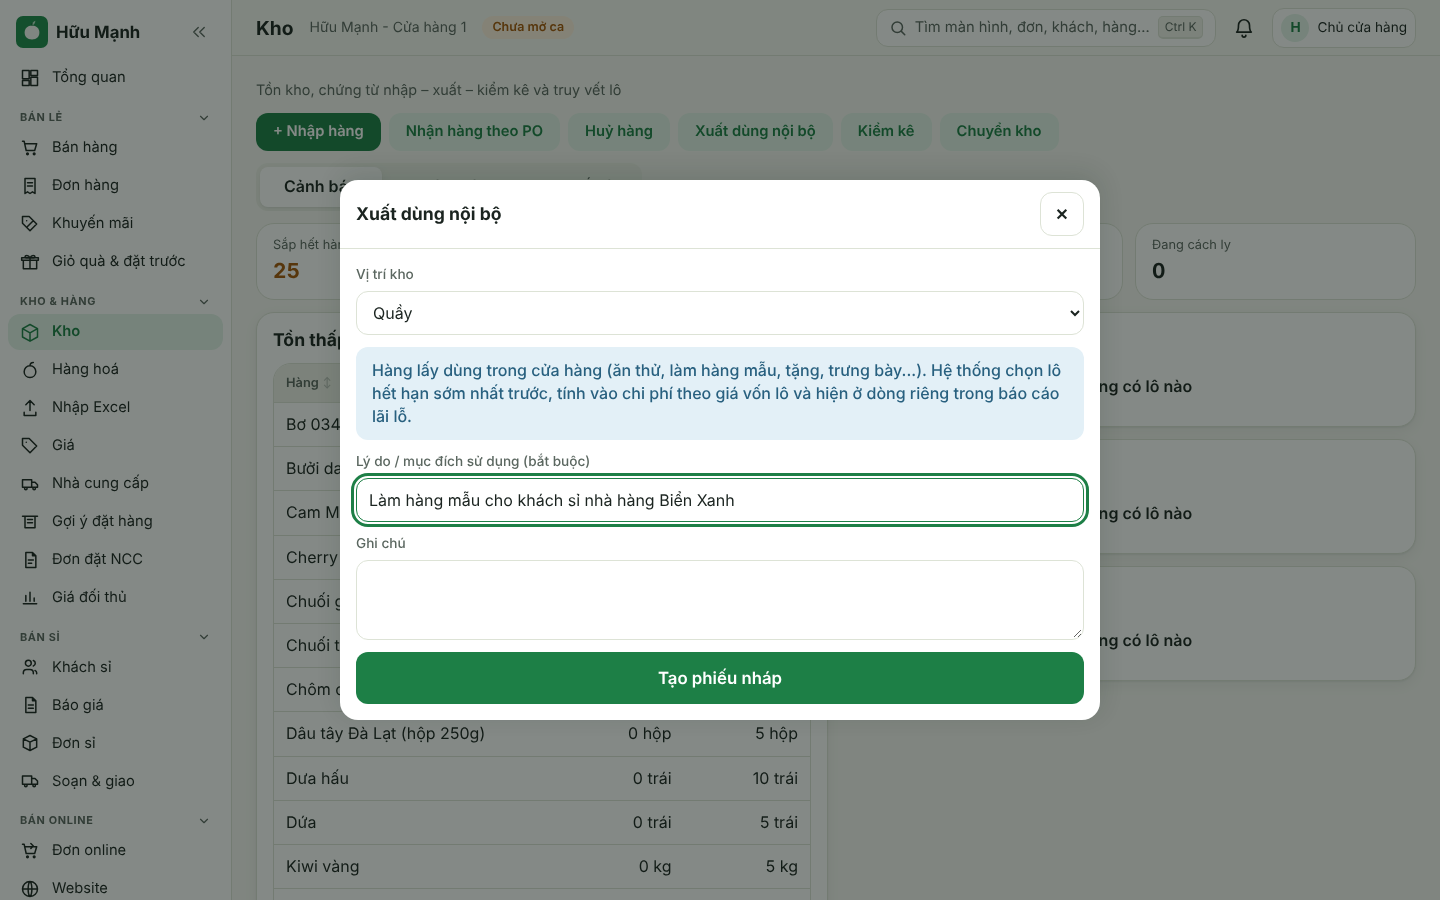 Hữu Mạnh
Tổng quan
BÁN LẺ
Bán hàng
Đơn hàng
Khuyến mãi
Giỏ quà & đặt trước
KHO & HÀNG
Kho
Hàng hoá
Nhập Excel
Giá
Nhà cung cấp
Gợi ý đặt hàng
Đơn đặt NCC
Giá đối thủ
BÁN SỈ
Khách sỉ
Báo giá
Đơn sỉ
Soạn & giao
BÁN ONLINE
Đơn online
Website
Kho Hữu Mạnh - Cửa hàng 1 Chưa mở ca
Tìm màn hình, đơn, khách, hàng... Ctrl K
H Chủ cửa hàng
Tồn kho, chứng từ nhập – xuất – kiểm kê và truy vết lô
+ Nhập hàng Nhận hàng theo PO Huỷ hàng Xuất dùng nội bộ Kiểm kê Chuyển kho
Cảnh
Sắp hết
25
Đang cách ly
0
Tồn
Hàng
Bơ 034
Bưởi
Cam
Cherry
Chuối
Chuối
Chôm
Dâu tây Đà Lạt (hộp 250g) 0 hộp 5 hộp
Dưa hấu 0 trái 10 trái
Dứa 0 trái 5 trái
Kiwi vàng 0 kg 5 kg
có lô nào
có lô nào
có lô nào
Xuất dùng nội bộ
Vị trí kho
Quầy
Hàng lấy dùng trong cửa hàng (ăn thử, làm hàng mẫu, tặng, trưng bày...). Hệ thống chọn lô
hết hạn sớm nhất trước, tính vào chi phí theo giá vốn lô và hiện ở dòng riêng trong báo cáo
lãi lỗ.
Lý do / mục đích sử dụng (bắt buộc)
Làm hàng mẫu cho khách sỉ nhà hàng Biển Xanh
Ghi chú
Tạo phiếu nháp